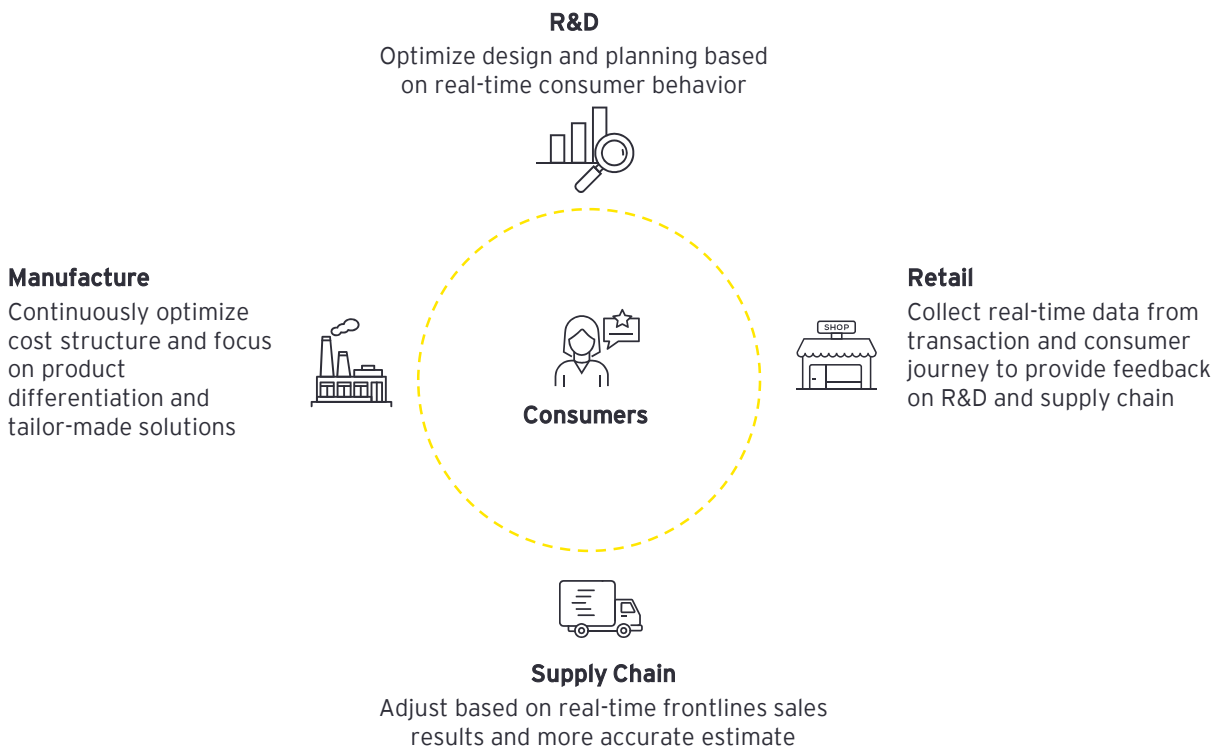 R&D
Optimize design and planning based
on real-time consumer behavior
Manufacture
Continuously optimize
cost structure and focus
on product
differentiation and
tailor-made solutions
Consumers
SHOP
Retail
Collect real-time data from
transaction and consumer
journey to provide feedback
on R&D and supply chain
Supply Chain
Adjust based on real-time frontlines sales
results and more accurate estimate